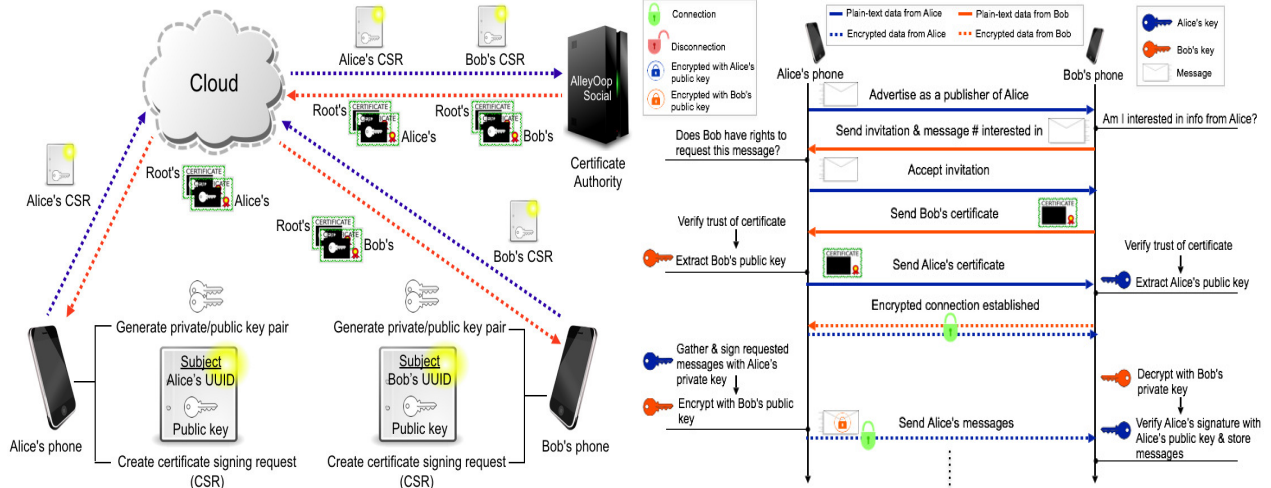 Alice's CSR
Bob's CSR
Cloud
AlleyOop
Social
Root's
CERTIFICATE
Alice's
Root's
CERTIFICATE
Bob's
Certificate
Authority
Alice's CSR
Root's
CERTIFICATE
Alice's
Root's
CERTIFICATE
Bob's
Bob's CSR
Generate private/public key pair
Subject
Alice's UUID
Public key
Create certificate signing request
(CSR)
Alice's phone
Generate private/public key pair
Subject
Bob's UUID
Public key
Create certificate signing request
(CSR)
Bob's phone
Connection
Disconnection
Encrypted with Alice's
public key
Encrypted with Bob's
public key
Plain-text data from Alice
Plain-text data from Bob
Encrypted data from Alice
Encrypted data from Bob
Alice's key
Bob's key
Message
Alice's phone
Bob's phone
Advertise as a publisher of Alice
Am I interested in info from Alice?
Send invitation & message # interested in
Does Bob have rights to
request this message?
Accept invitation
Send Bob's certificate
CERTIFICATE
Verify trust of certificate
Extract Bob's public key
CERTIFICATE
Send Alice's certificate
Verify trust of certificate
Extract Alice's public key
Encrypted connection established
Gather & sign requested
messages with Alice's
private key
Encrypt with Bob's public
key
Send Alice's messages
Decrypt with Bob's
private key
Verify Alice's signature with
Alice's public key & store
messages